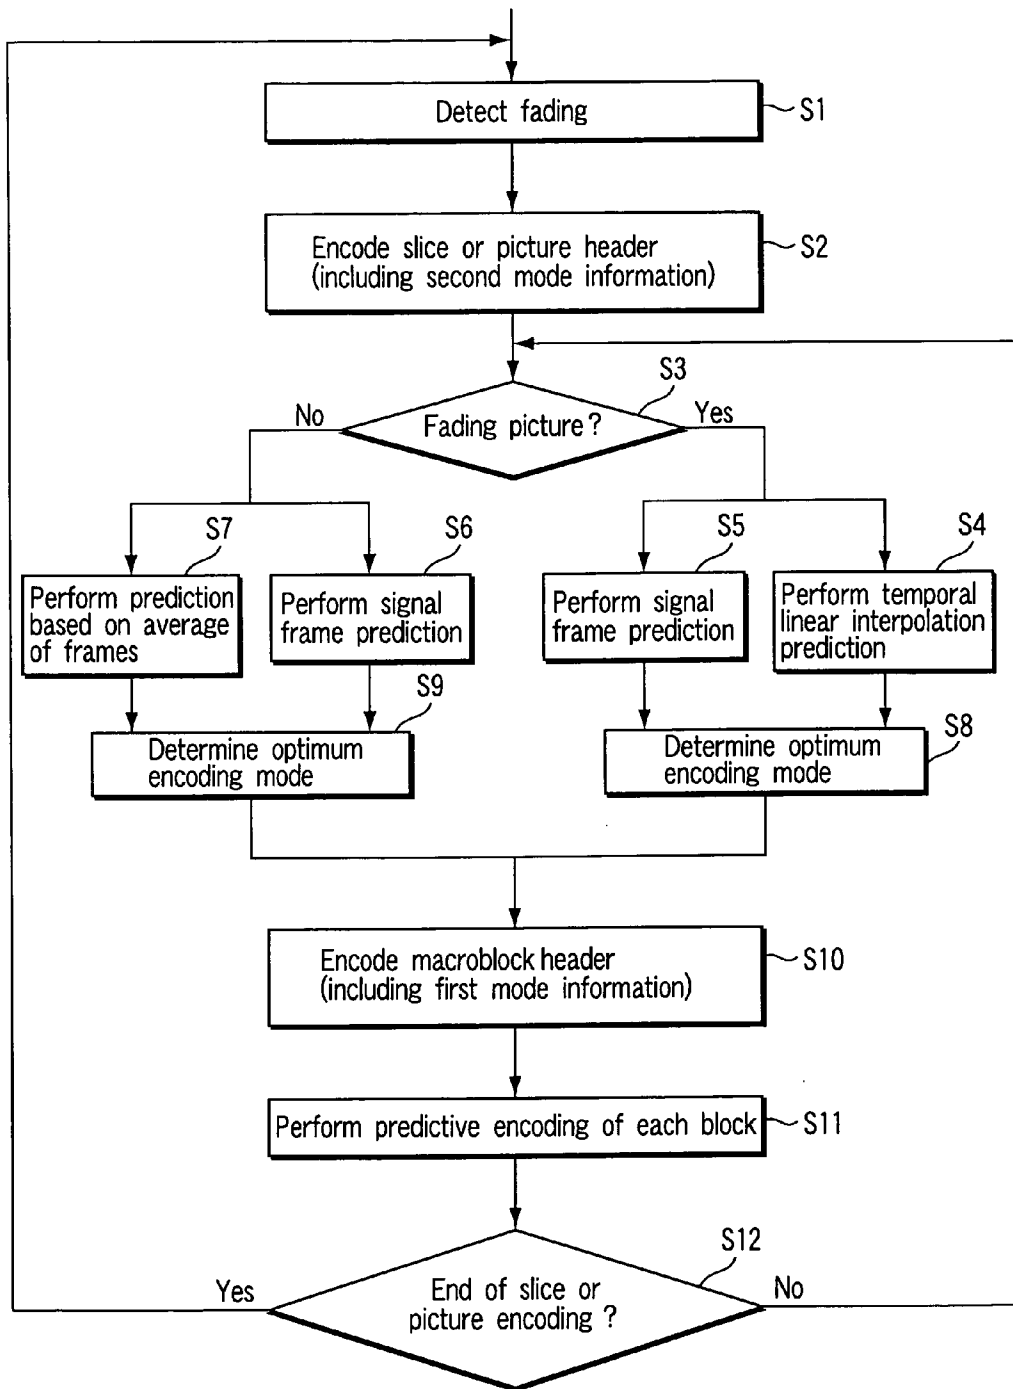 Detect fading
S1
Encode slice or picture header
(including second mode information)
S2
S3
Fading picture?
No
Yes
S7
S6
S5
S4
Perform prediction
based on average
of frames
Perform signal
frame prediction
Perform signal
frame prediction
Perform temporal
linear interpolation
prediction
S9
S8
Determine optimum
encoding mode
Determine optimum
encoding mode
Encode macroblock header
(including first mode information)
S10
Perform predictive encoding of each block
S11
S12
Yes
No
End of slice or
picture encoding ?